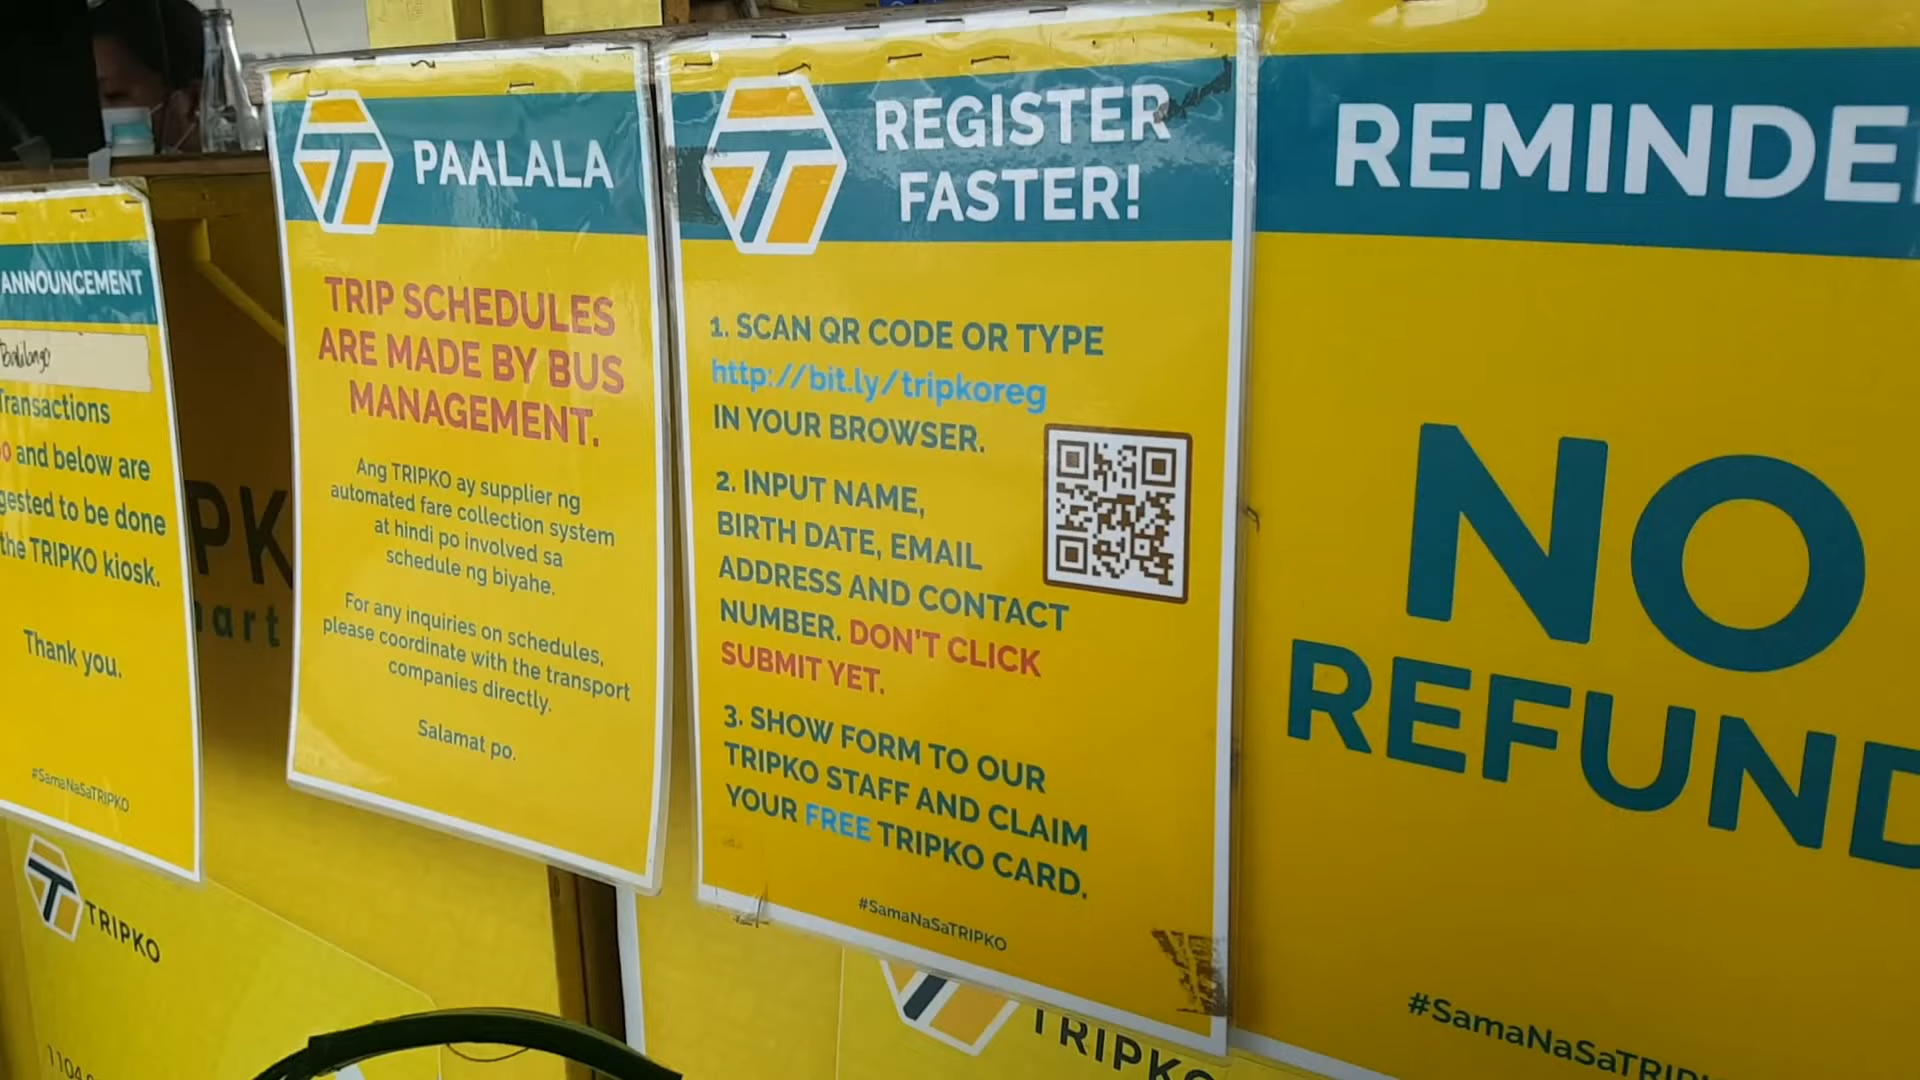 ANNOUNCEMENT
Transactions
and below are
to be done
the TRIPKO kiosk.
Thank you.
#SamaNaSaTRIPKO
TRIPKO
PAALALA
TRIP SCHEDULES
ARE MADE BY BUS
MANAGEMENT.
Ang TRIPKO ay supplier ng
automated fare collection system
at hindi po involved sa
schedule ng biyahe.
For any inquiries on schedules,
please coordinate with the transport
companies directly.
Salamat po.
REGISTER
FASTER!
1. SCAN QR CODE OR TYPE
http://bit.ly/tripkoreg
IN YOUR BROWSER.
2. INPUT NAME,
BIRTH DATE, EMAIL
ADDRESS AND CONTACT
NUMBER. DON'T CLICK
SUBMIT YET.
3. SHOW FORM TO OUR
TRIPKO STAFF AND CLAIM
YOUR FREE TRIPKO CARD.
#SamaNaSaTRIPKO
TRIPKO
REMINDE
NO
REFUND
#SamaNaSaTRIP